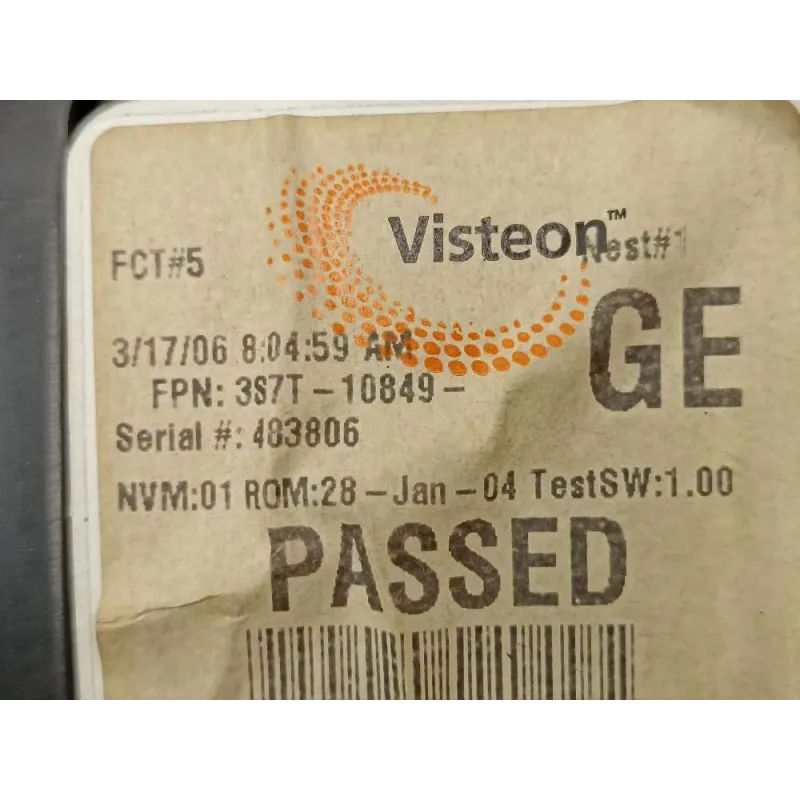 Visteon™
FCT#5 Nest#1
3/17/06 8:04:59 AM
GE
FPN: 3S7T-10849-
Serial #: 483806
NVM:01 ROM:28-Jan-04 TestSW:1.00
PASSED